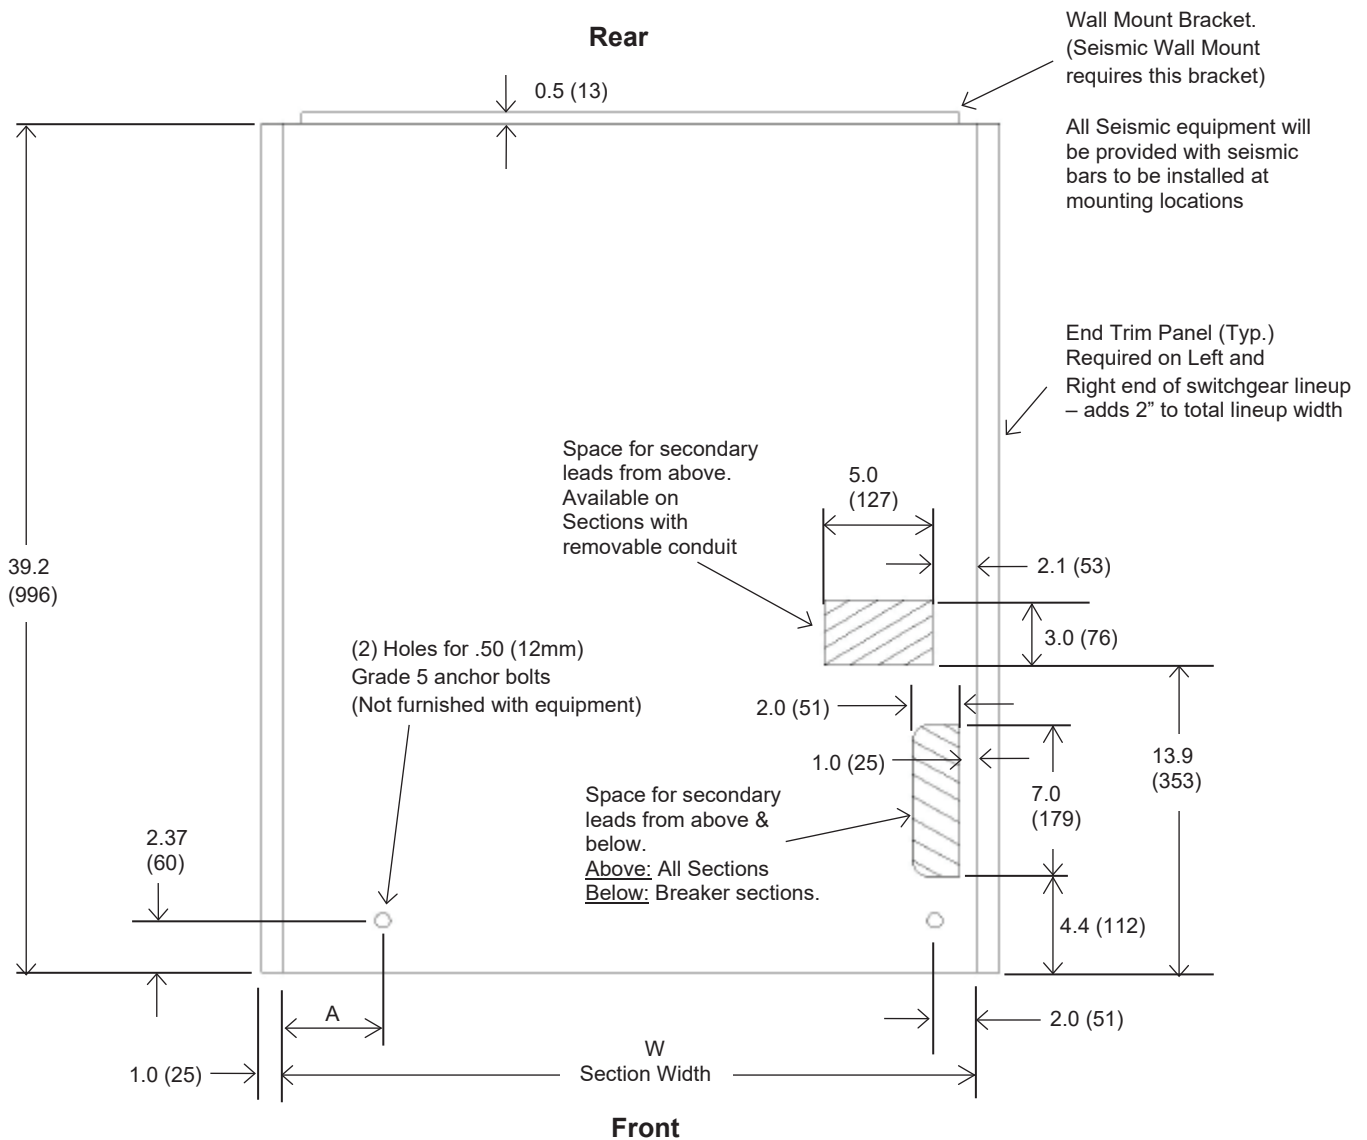 Rear
Wall Mount Bracket.
(Seismic Wall Mount
requires this bracket)
0.5 (13)
All Seismic equipment will
be provided with seismic
bars to be installed at
mounting locations
End Trim Panel (Typ.)
Required on Left and
Right end of switchgear lineup
– adds 2” to total lineup width
Space for secondary
leads from above.
Available on
Sections with
removable conduit
5.0
(127)
39.2
(996)
2.1 (53)
3.0 (76)
(2) Holes for .50 (12mm)
Grade 5 anchor bolts
(Not furnished with equipment)
2.0 (51)
1.0 (25)
13.9
(353)
7.0
(179)
Space for secondary
leads from above &
below.
Above: All Sections
Below: Breaker sections.
2.37
(60)
4.4 (112)
A
2.0 (51)
1.0 (25)
W
Section Width
Front